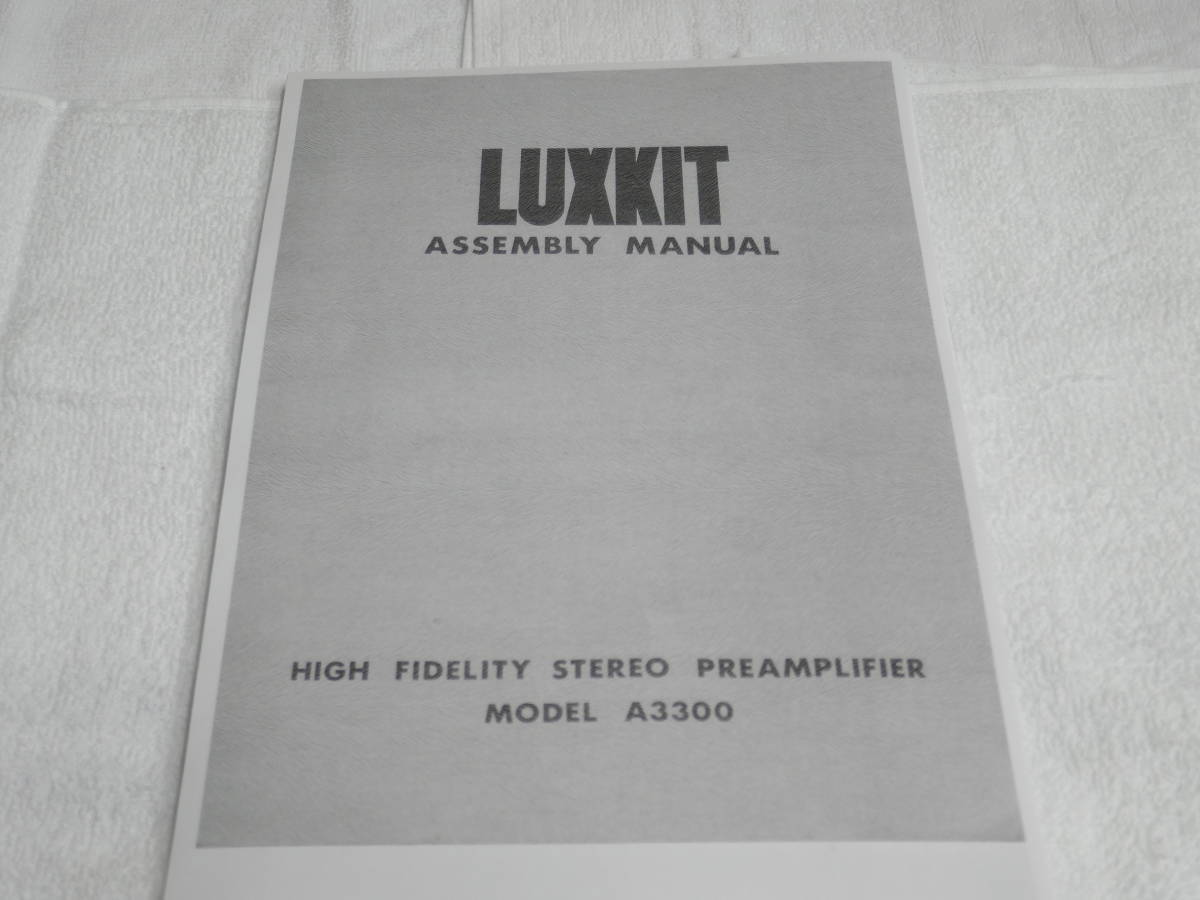 LUXKIT
ASSEMBLY MANUAL
HIGH FIDELITY STEREO PREAMPLIFIER
MODEL A3300